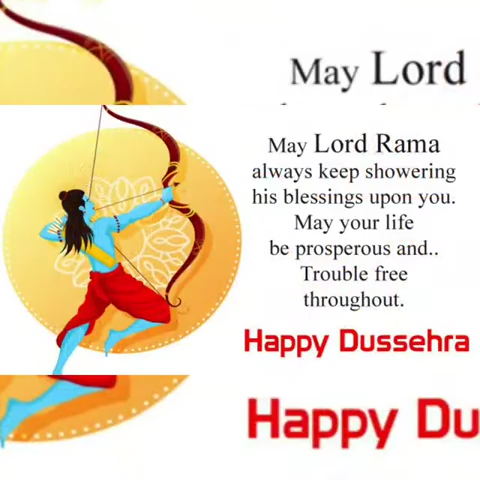 May Lord
May Lord Rama
always keep showering
his blessings upon you.
May your life
be prosperous and..
Trouble free
throughout.
Happy Dussehra
Happy Du